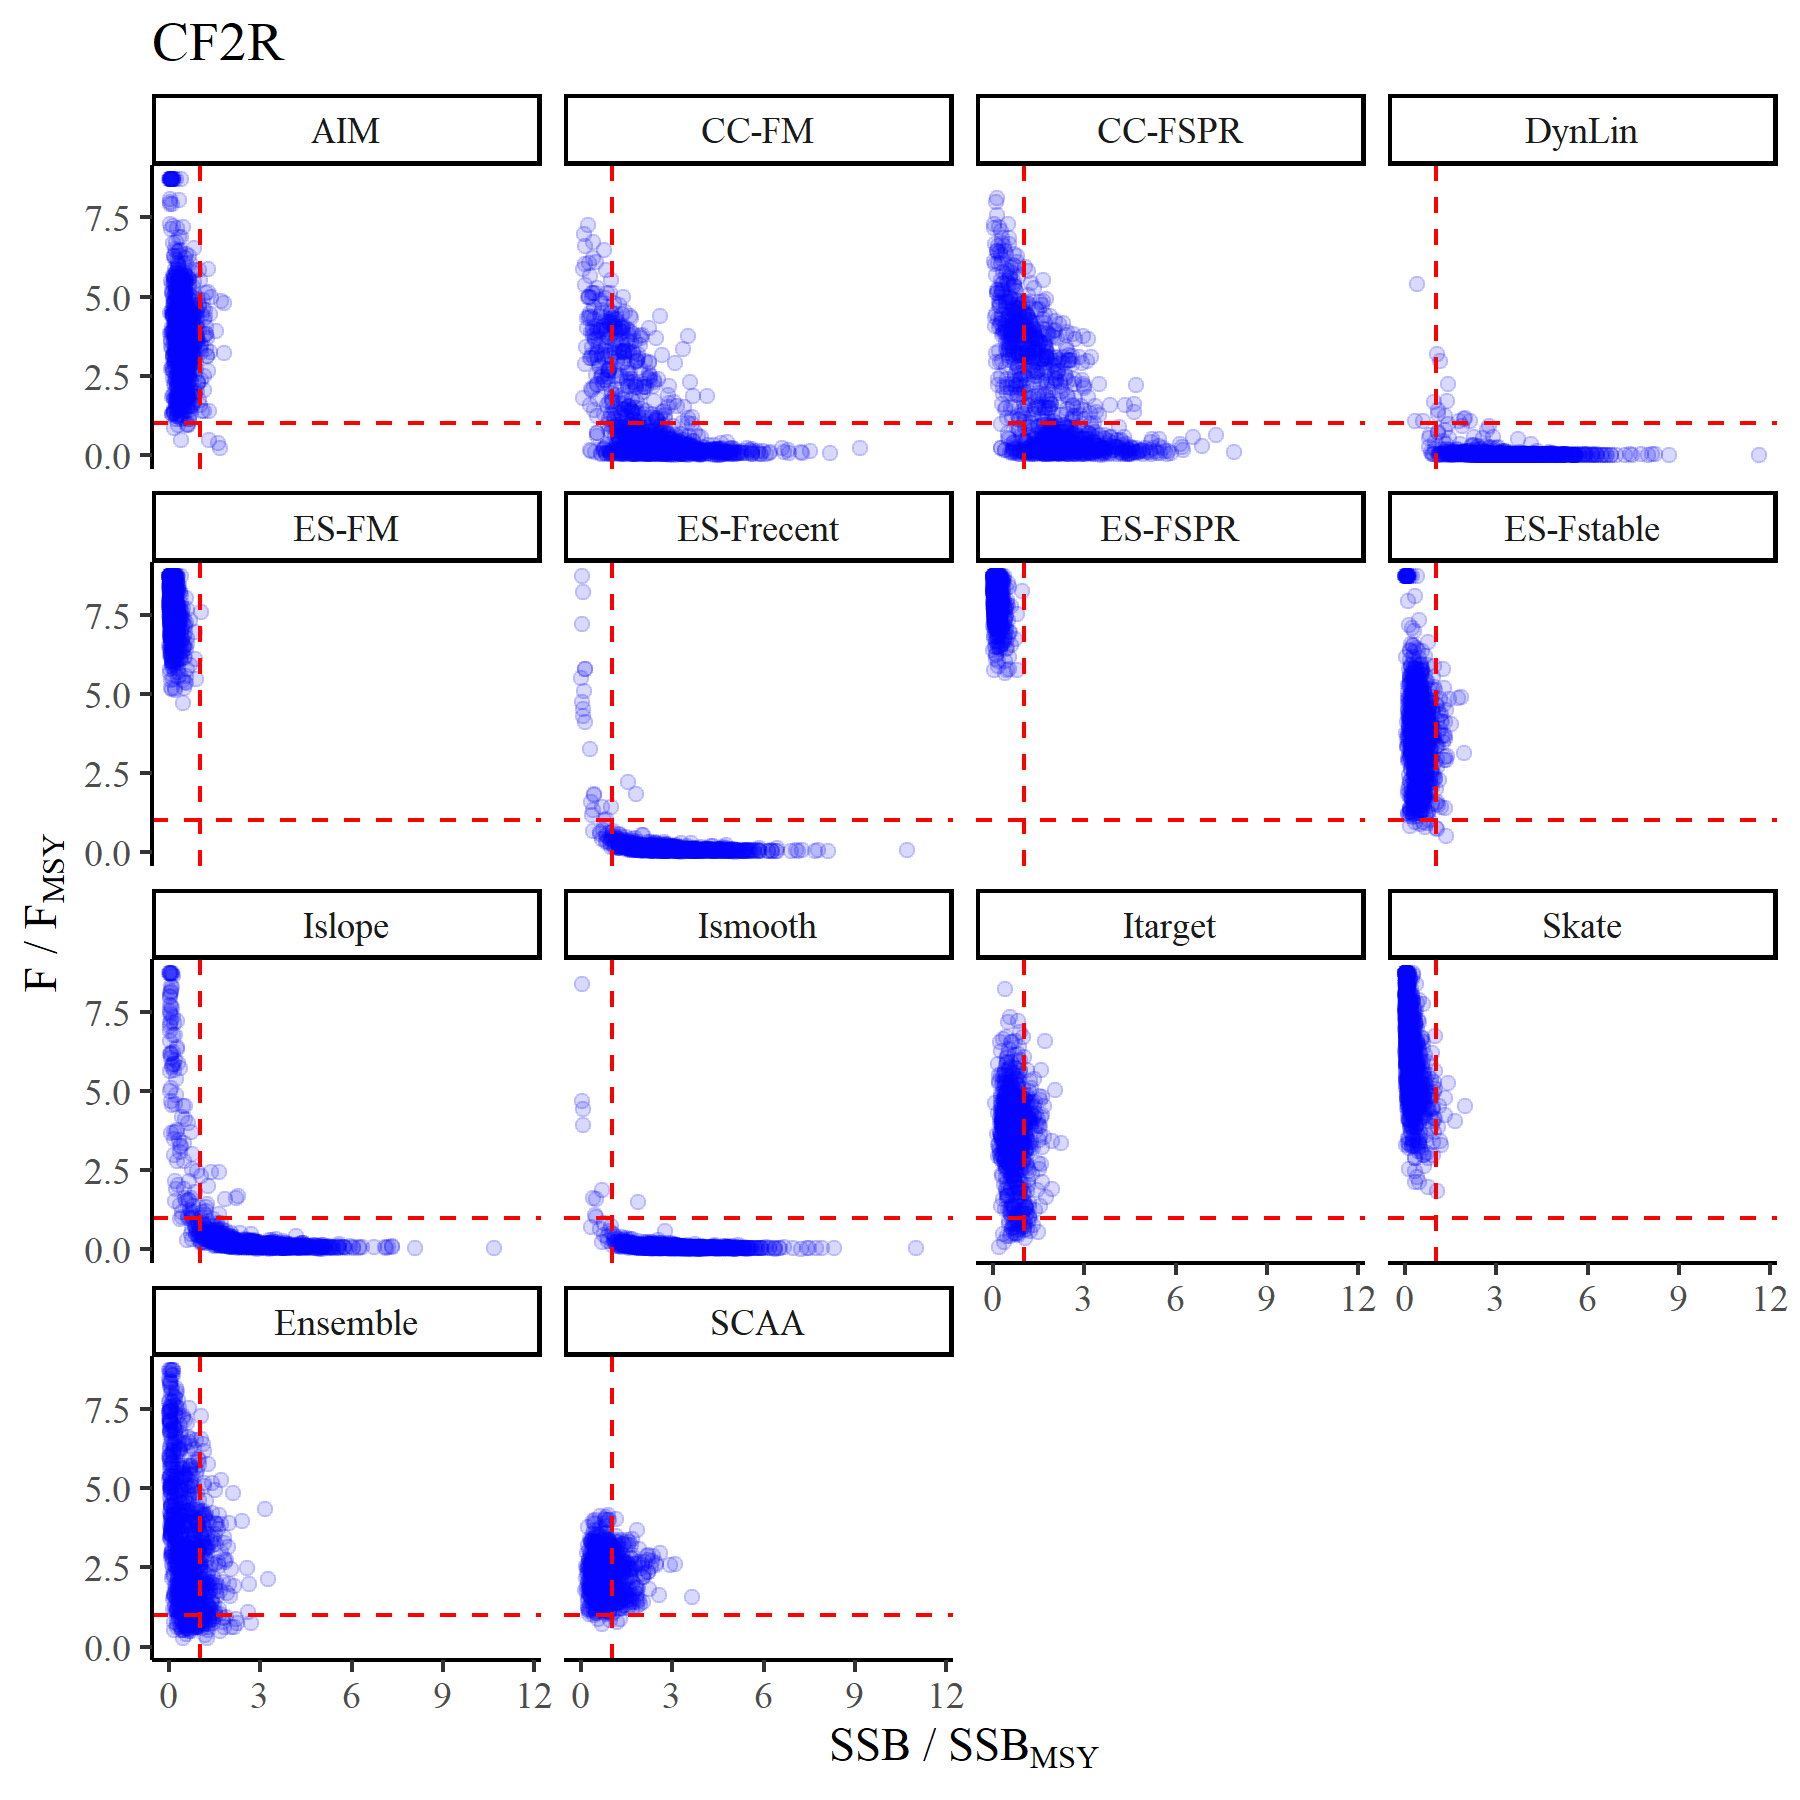 CF2R
AIM CC-FM CC-FSPR DynLin
7.5
5.0
2.5
0.0
ES-FM ES-Frecent ES-FSPR ES-Fstable
7.5
5.0
2.5
0.0
Islope Ismooth Itarget Skate
7.5
5.0
2.5
0.0
0 3 6 9 12 0 3 6 9 12
Ensemble SCAA
7.5
5.0
2.5
0.0
0 3 6 9 12 0 3 6 9 12
F / FMSY
SSB / SSBMSY